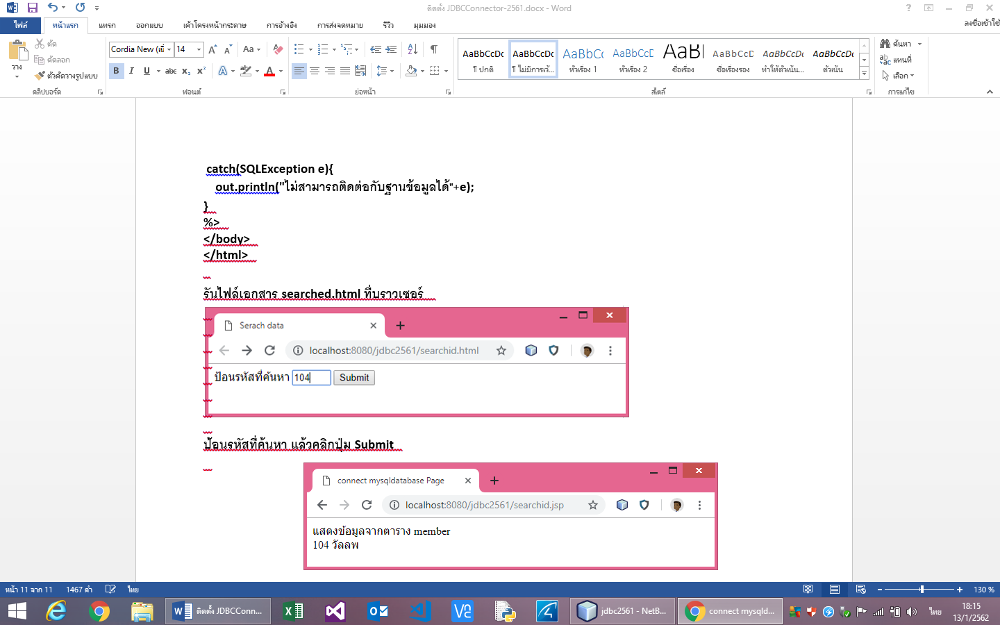 ติดตั้ง JDBCConnector-2561.docx - Word
ไฟล์ หน้าแรก แทรก ออกแบบ เค้าโครงหน้ากระดาษ การอ้างอิง การส่งจดหมาย รีวิว มุมมอง ลงชื่อเข้าใช้
วาง
ตัด
คัดลอก
ตัวคัดวางรูปแบบ
คลิปบอร์ด
Cordia New (เนื้ 14
ฟอนต์
ย่อหน้า
AaBbCcDc AaBbCcDc AaBbCc AaBbCcD AaBl AaBbCcD AaBbCcDc AaBbCcDc
¶ ปกติ ¶ ไม่มีการเว้... หัวเรื่อง 1 หัวเรื่อง 2 ชื่อเรื่อง ชื่อเรื่องรอง ทำให้ตัวเน้น... ตัวเน้น
สไตล์
ค้นหา
แทนที่
เลือก
การแก้ไข
catch(SQLException e){
out.println("ไม่สามารถติดต่อกับฐานข้อมูลได้"+e);
}
%>
</body>
</html>
รันไฟล์เอกสาร searched.html ที่บราวเซอร์
Serach data
localhost:8080/jdbc2561/searchid.html
ป้อนรหัสที่ค้นหา 104 Submit
ป้อนรหัสที่ค้นหา แล้วคลิกปุ่ม Submit
connect mysqldatabase Page
localhost:8080/jdbc2561/searchid.jsp
แสดงข้อมูลจากตาราง member
104 วัลลพ
หน้า 11 จาก 11 1467 คำ ไทย 130 %
ติดตั้ง JDBCConn... jdbc2561 - NetB... connect mysqld... ไทย 18:15
13/1/2562